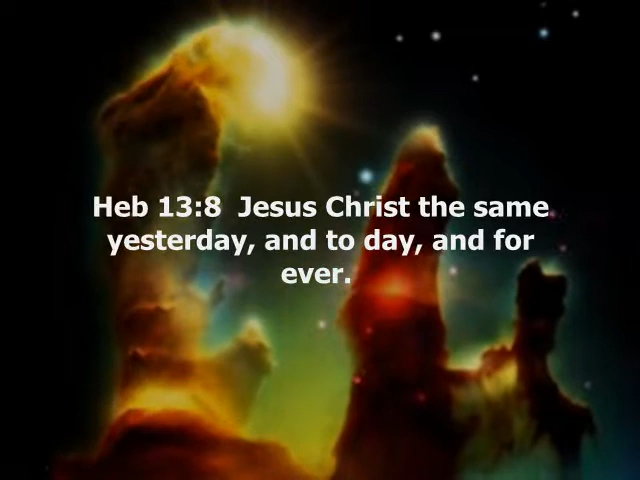 Heb 13:8  Jesus Christ the same
yesterday, and to day, and for
ever.